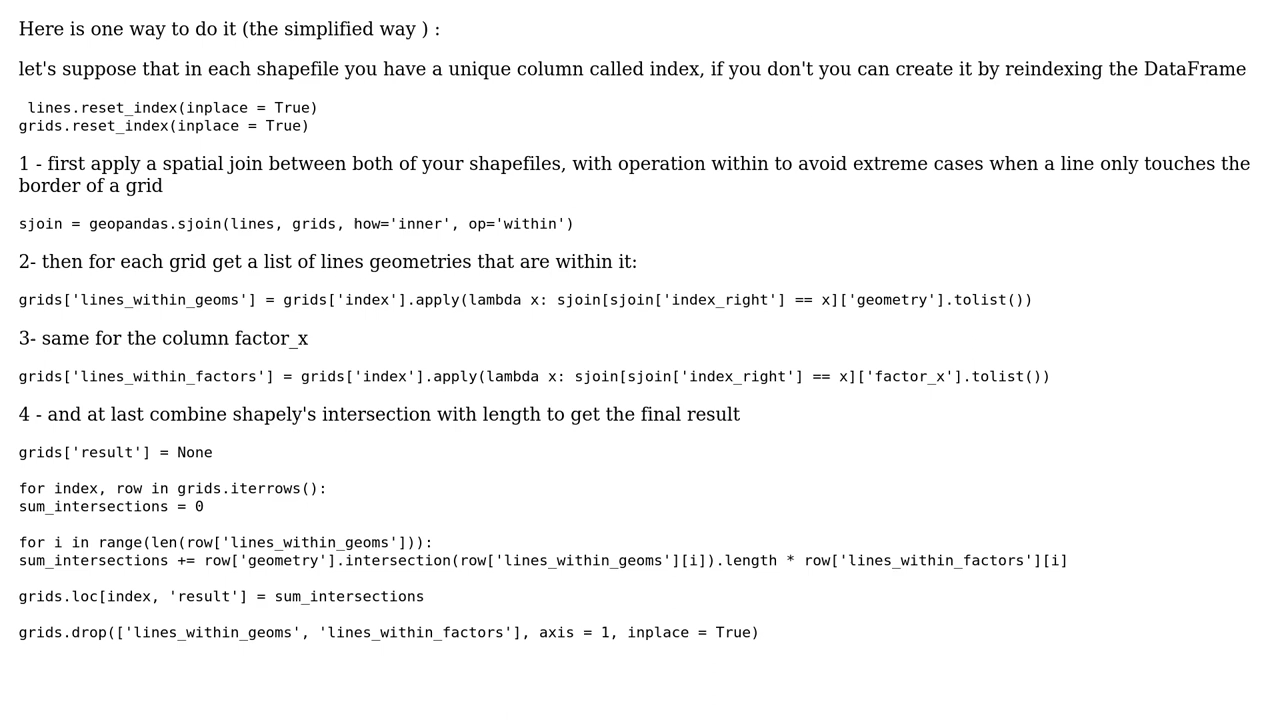 Here is one way to do it (the simplified way ) :
let's suppose that in each shapefile you have a unique column called index, if you don't you can create it by reindexing the DataFrame
lines.reset_index(inplace = True)
grids.reset_index(inplace = True)
1 - first apply a spatial join between both of your shapefiles, with operation within to avoid extreme cases when a line only touches the
border of a grid
sjoin = geopandas.sjoin(lines, grids, how='inner', op='within')
2- then for each grid get a list of lines geometries that are within it:
grids['lines_within_geoms'] = grids['index'].apply(lambda x: sjoin[sjoin['index_right'] == x]['geometry'].tolist())
3- same for the column factor_x
grids['lines_within_factors'] = grids['index'].apply(lambda x: sjoin[sjoin['index_right'] == x]['factor_x'].tolist())
4 - and at last combine shapely's intersection with length to get the final result
grids['result'] = None
for index, row in grids.iterrows():
sum_intersections = 0
for i in range(len(row['lines_within_geoms'])):
sum_intersections += row['geometry'].intersection(row['lines_within_geoms'][i]).length * row['lines_within_factors'][i]
grids.loc[index, 'result'] = sum_intersections
grids.drop(['lines_within_geoms', 'lines_within_factors'], axis = 1, inplace = True)